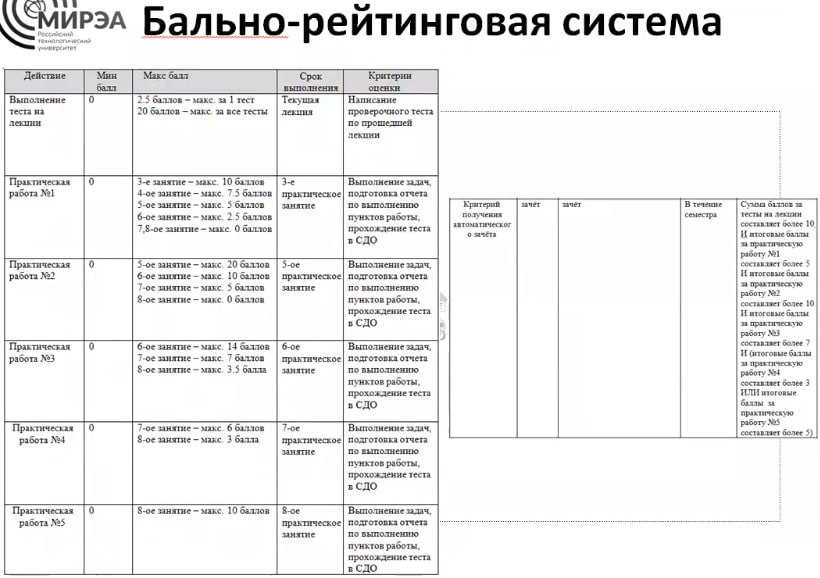 МИРЭА
Российский
технологический
университет
Бально-рейтинговая система
Действие
Мин
балл
Макс балл
Срок
выполнения
Критерии
оценки
Выполнение
теста на
лекции
0
2.5 баллов – макс. за 1 тест
20 баллов – макс. за все тесты
Текущая
лекция
Написание
проверочного теста
по прошедшей
лекции
Практическая
работа №1
0
3-е занятие – макс. 10 баллов
4-ое занятие – макс. 7.5 баллов
5-ое занятие – макс. 5 баллов
6-ое занятие – макс. 2.5 баллов
7,8-ое занятие – макс. 0 баллов
3-е
практическое
занятие
Выполнение задач,
подготовка отчета
по выполнению
пунктов работы,
прохождение теста
в СДО
Практическая
работа №2
0
5-ое занятие – макс. 20 баллов
6-ое занятие – макс. 10 баллов
7-ое занятие – макс. 5 баллов
8-ое занятие – макс. 0 баллов
5-ое
практическое
занятие
Выполнение задач,
подготовка отчета
по выполнению
пунктов работы,
прохождение теста
в СДО
Практическая
работа №3
0
6-ое занятие – макс. 14 баллов
7-ое занятие – макс. 7 баллов
8-ое занятие – макс. 3.5 балла
6-ое
практическое
занятие
Выполнение задач,
подготовка отчета
по выполнению
пунктов работы,
прохождение теста
в СДО
Практическая
работа №4
0
7-ое занятие – макс. 6 баллов
8-ое занятие – макс. 3 балла
7-ое
практическое
занятие
Выполнение задач,
подготовка отчета
по выполнению
пунктов работы,
прохождение теста
в СДО
Практическая
работа №5
0
8-ое занятие – макс. 10 баллов
8-ое
практическое
занятие
Выполнение задач,
подготовка отчета
по выполнению
пунктов работы,
прохождение теста
в СДО
Критерий
получения
автоматическог
о зачёта
зачёт
зачёт
В течение
семестра
Сумма баллов за
тесты на лекции
составляет более 10
И итоговые баллы
за практическую
работу №1
составляет более 5
И итоговые баллы
за практическую
работу №2
составляет более 10
И итоговые баллы
за практическую
работу №3
составляет более 7
И (итоговые баллы
за практическую
работу №4
составляет более 3
ИЛИ итоговые
баллы за
практическую
работу №5
составляет более 5)